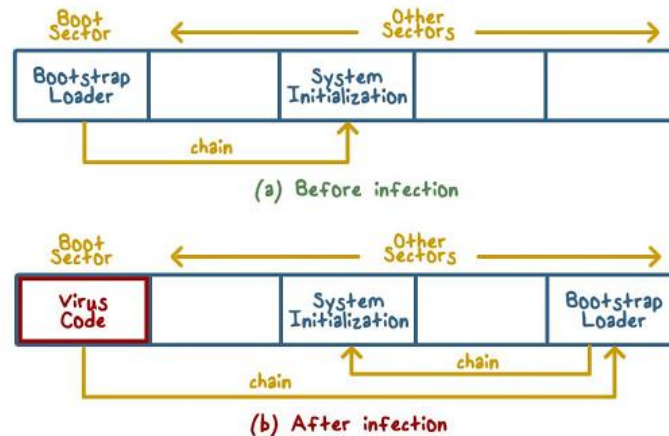 Boot
Sector
Other
Sectors
Bootstrap
Loader
System
Initialization
chain
(a) Before infection
Boot
Sector
Other
Sectors
Virus
Code
System
Initialization
Bootstrap
Loader
chain
chain
(b) After infection